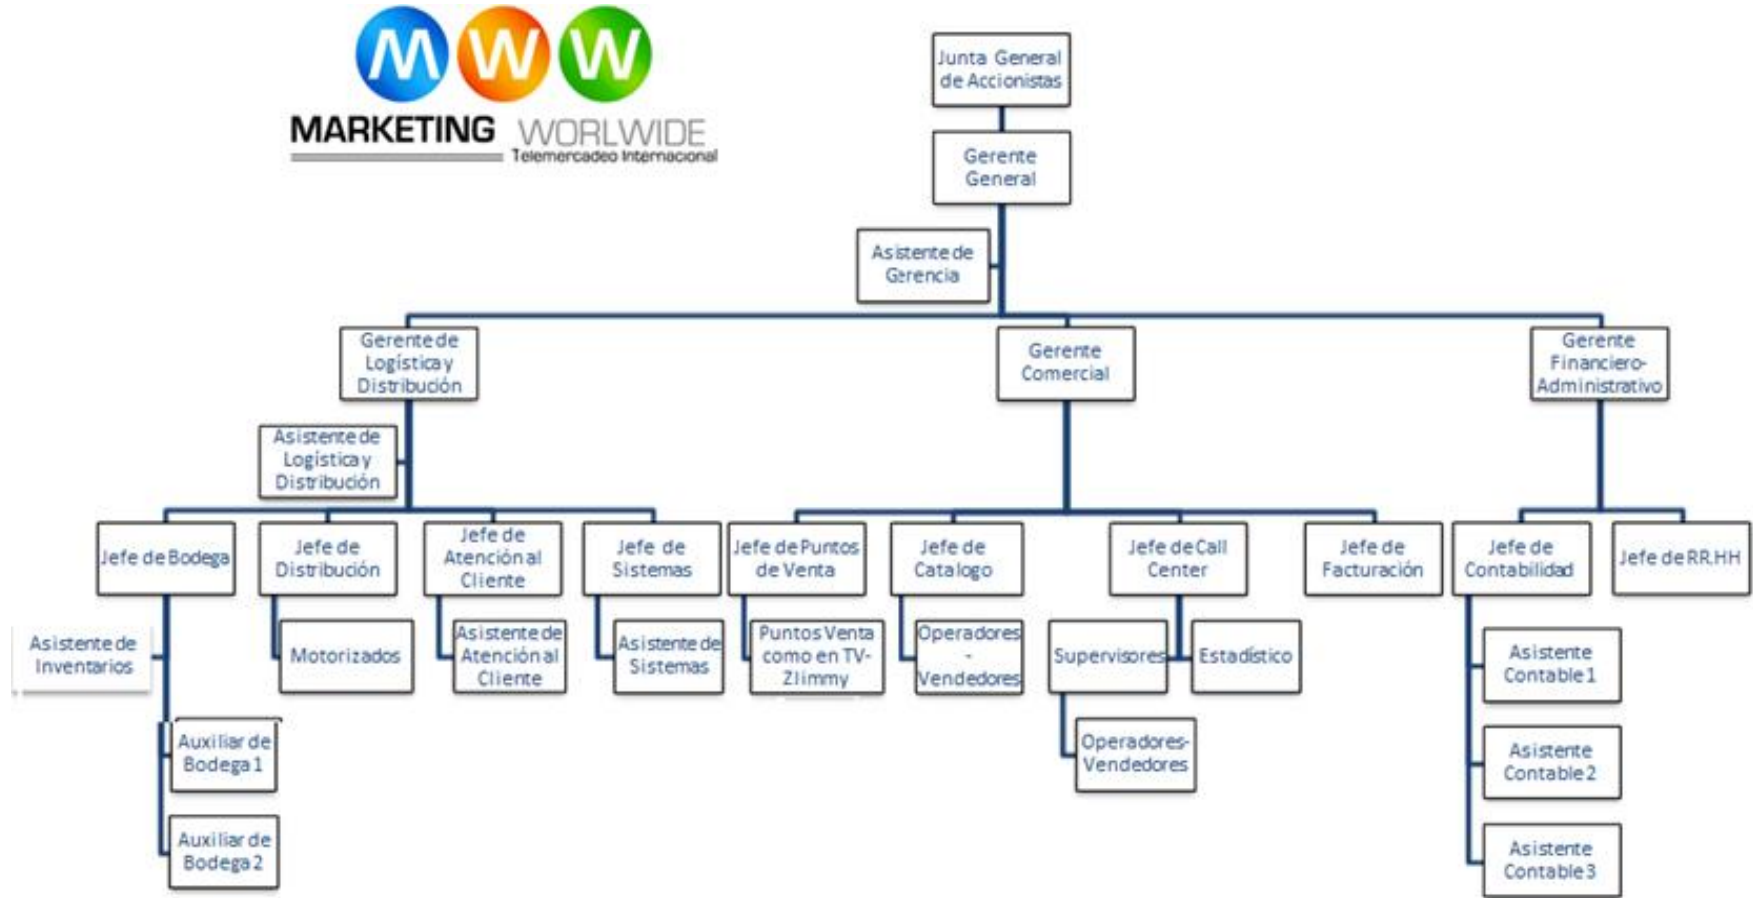 MWW
MARKETING WORLWIDE
Telemercadeo Internacional
Junta General
de Accionistas
Gerente
General
Asistente de
Gerencia
Gerente de
Logística y
Distribución
Gerente
Comercial
Gerente
Financiero-
Administrativo
Asistente de
Logística y
Distribución
Jefe de Bodega
Jefe de
Distribución
Jefe de
Atención al
Cliente
Jefe de
Sistemas
Jefe de Puntos
de Venta
Jefe de
Catalogo
Jefe de Call
Center
Jefe de
Facturación
Jefe de
Contabilidad
Jefe de RR.HH
Asistente de
Inventarios
Motorizados
Asistente de
Atención al
Cliente
Asistente de
Sistemas
Puntos Venta
como en TV-
Zlimmy
Operadores
-
Vendedores
Supervisores
Estadístico
Asistente
Contable 1
Auxiliar de
Bodega 1
Operadores-
Vendedores
Asistente
Contable 2
Auxiliar de
Bodega 2
Asistente
Contable 3